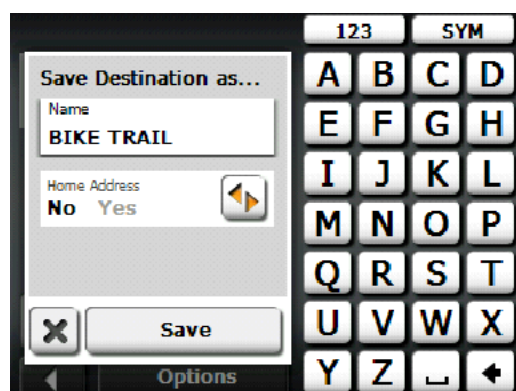 123 SYM
Save Destination as...
Name
BIKE TRAIL
Home Address
No Yes
Save
Options
A B C D
E F G H
I J K L
M N O P
Q R S T
U V W X
Y Z